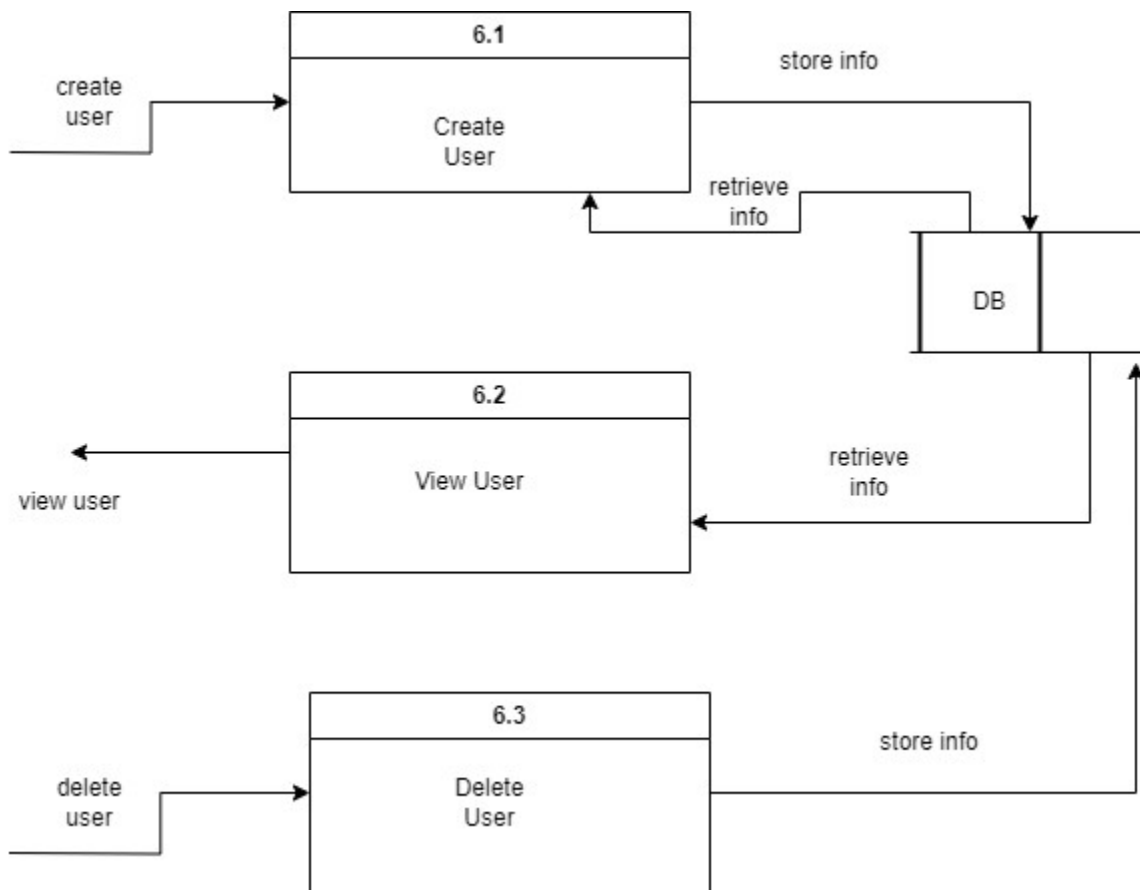 6.1
create
user
store info
Create
User
retrieve
info
DB
6.2
View User
retrieve
info
view user
6.3
store info
delete
user
Delete
User